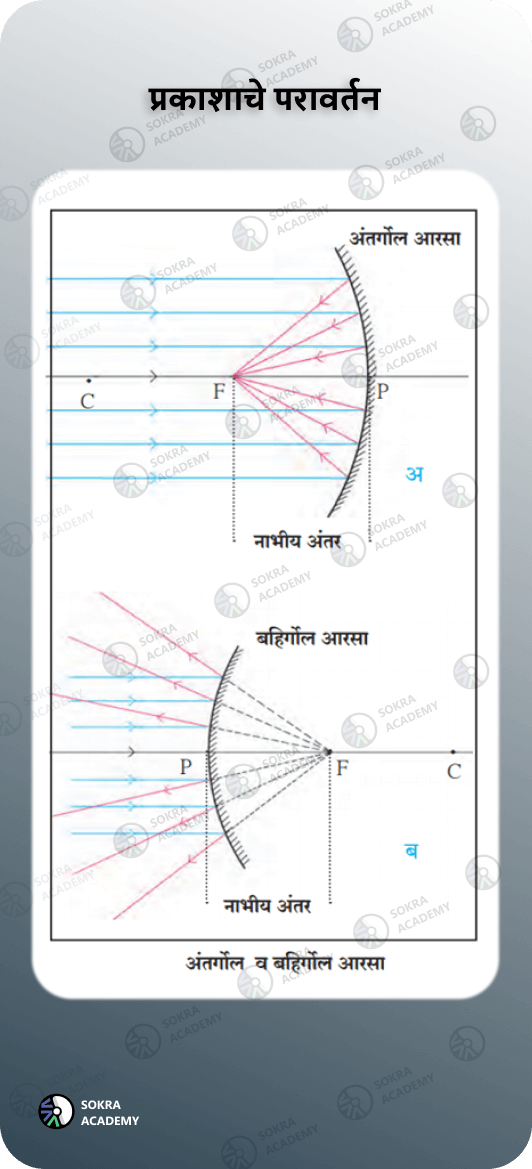 प्रकाशाचे परावर्तन
अंतर्गोल आरसा
C
F
P
अ
नाभीय अंतर
बहिर्गोल आरसा
P
F
C
ब
नाभीय अंतर
अंतर्गोल व बहिर्गोल आरसा
SOKRA
ACADEMY